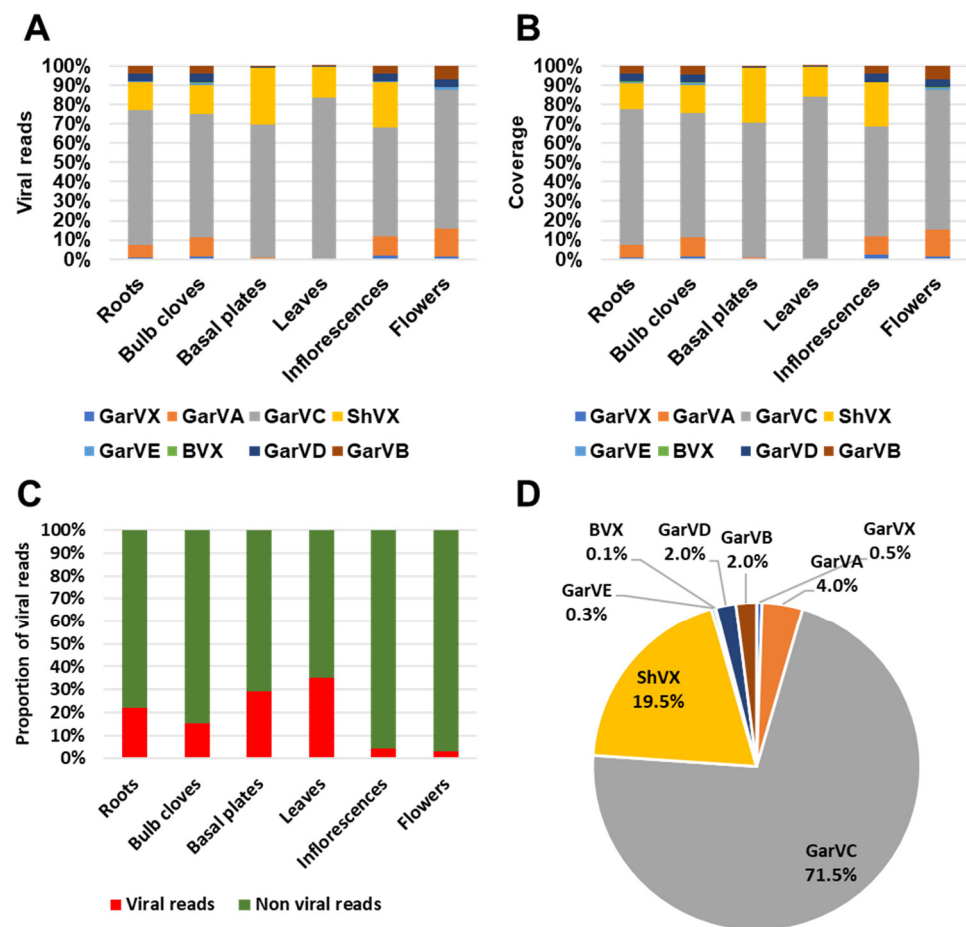 A
Viral reads
100%
90%
80%
70%
60%
50%
40%
30%
20%
10%
0%
Roots
Bulb cloves
Basal plates
Leaves
Inflorescences
Flowers
GarVX GarVA GarVC ShVX
GarVE BVX GarVD GarVB
B
Coverage
100%
90%
80%
70%
60%
50%
40%
30%
20%
10%
0%
Roots
Bulb cloves
Basal plates
Leaves
Inflorescences
Flowers
GarVX GarVA GarVC ShVX
GarVE BVX GarVD GarVB
C
Proportion of viral reads
100%
90%
80%
70%
60%
50%
40%
30%
20%
10%
0%
Roots
Bulb cloves
Basal plates
Leaves
Inflorescences
Flowers
Viral reads Non viral reads
D
BVX
0.1%
GarVD
2.0%
GarVB
2.0%
GarVX
0.5%
GarVA
4.0%
GarVE
0.3%
ShVX
19.5%
GarVC
71.5%